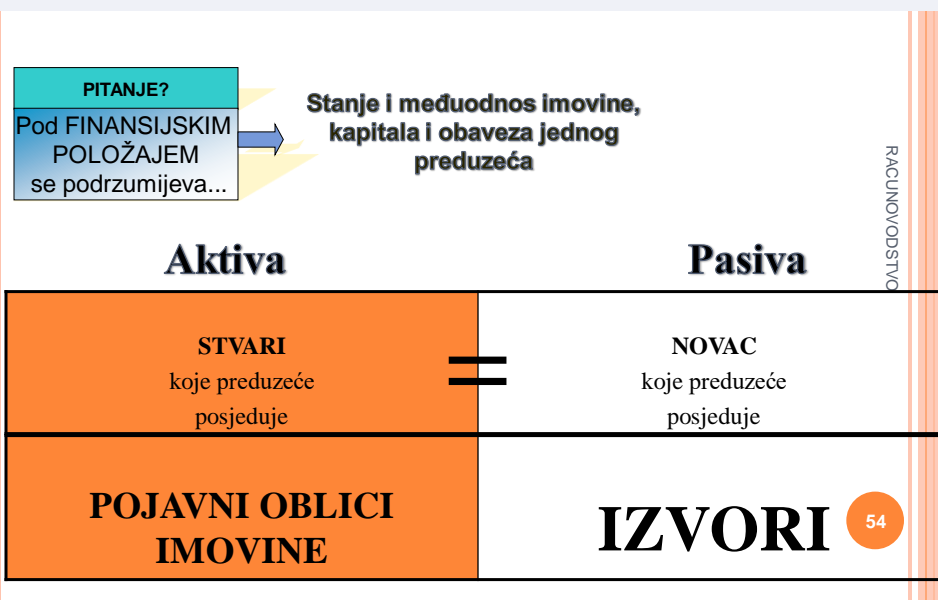 PITANJE?
Pod FINANSIJSKIM
POLOŽAJEM
se podrzumijeva...
Stanje i međuodnos imovine,
kapitala i obaveza jednog
preduzeća
RACUNOVODSTVO
Aktiva
Pasiva
STVARI
koje preduzeće
posjeduje
=
NOVAC
koje preduzeće
posjeduje
POJAVNI OBLICI
IMOVINE
IZVORI
54